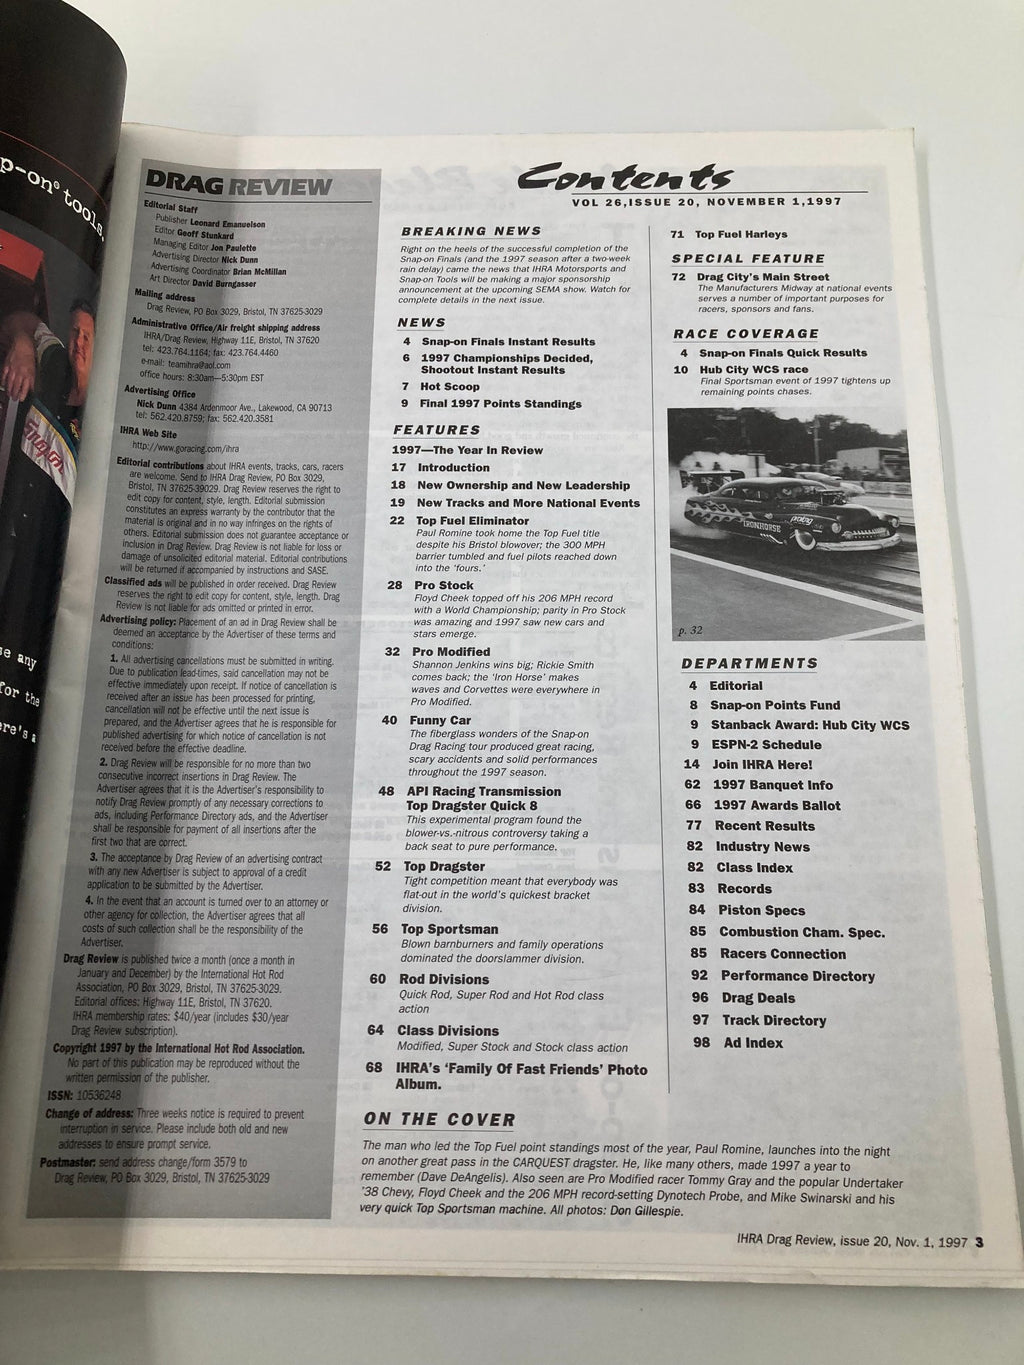 p-on® tools.
se any
for the
ere's a
DRAG REVIEW
Editorial Staff
Publisher Leonard Emanuelson
Editor Geoff Stunkard
Managing Editor Jon Paulette
Advertising Director Nick Dunn
Advertising Coordinator Brian McMillan
Art Director David Burngasser
Mailing address
Drag Review, PO Box 3029, Bristol, TN 37625-3029
Administrative Office/Air freight shipping address
IHRA/Drag Review, Highway 11E, Bristol, TN 37620
tel: 423.764.1164; fax: 423.764.4460
e-mail: teamihra@aol.com
office hours: 8:30am—5:30pm EST
Advertising Office
Nick Dunn 4384 Ardenmoor Ave., Lakewood, CA 90713
tel: 562.420.8759; fax: 562.420.3581
IHRA Web Site
http://www.goracing.com/ihra
Editorial contributions about IHRA events, tracks, cars, racers
are welcome. Send to IHRA Drag Review, PO Box 3029,
Bristol, TN 37625-39029. Drag Review reserves the right to
edit copy for content, style, length. Editorial submission
constitutes an express warranty by the contributor that the
material is original and in no way infringes on the rights of
others. Editorial submission does not guarantee acceptance or
inclusion in Drag Review. Drag Review is not liable for loss or
damage of unsolicited editorial material. Editorial contributions
will be returned if accompanied by instructions and SASE.
Classified ads will be published in order received. Drag Review
reserves the right to edit copy for content, style, length. Drag
Review is not liable for ads omitted or printed in error.
Advertising policy: Placement of an ad in Drag Review shall be
deemed an acceptance by the Advertiser of these terms and
conditions:
1. All advertising cancellations must be submitted in writing.
Due to publication lead-times, said cancellation may not be
effective immediately upon receipt. If notice of cancellation is
received after an issue has been processed for printing,
cancellation will not be effective until the next issue is
prepared, and the Advertiser agrees that he is responsible for
published advertising for which notice of cancellation is not
received before the effective deadline.
2. Drag Review will be responsible for no more than two
consecutive incorrect insertions in Drag Review. The
Advertiser agrees that it is the Advertiser's responsibility to
notify Drag Review promptly of any necessary corrections to
ads, including Performance Directory ads, and the Advertiser
shall be responsible for payment of all insertions after the
first two that are correct.
3. The acceptance by Drag Review of an advertising contract
with any new Advertiser is subject to approval of a credit
application to be submitted by the Advertiser.
4. In the event that an account is turned over to an attorney or
other agency for collection, the Advertiser agrees that all
costs of such collection shall be the responsibility of the
Advertiser.
Drag Review is published twice a month (once a month in
January and December) by the International Hot Rod
Association, PO Box 3029, Bristol, TN 37625-3029.
Editorial offices: Highway 11E, Bristol, TN 37620.
IHRA membership rates: $40/year (includes $30/year
Drag Review subscription).
Copyright 1997 by the International Hot Rod Association.
No part of this publication may be reproduced without the
written permission of the publisher.
ISSN: 10536248
Change of address: Three weeks notice is required to prevent
interruption in service. Please include both old and new
addresses to ensure prompt service.
Postmaster: send address change/form 3579 to
Drag Review, PO Box 3029, Bristol, TN 37625-3029
Contents
VOL 26,ISSUE 20, NOVEMBER 1,1997
BREAKING NEWS
Right on the heels of the successful completion of the
Snap-on Finals (and the 1997 season after a two-week
rain delay) came the news that IHRA Motorsports and
Snap-on Tools will be making a major sponsorship
announcement at the upcoming SEMA show. Watch for
complete details in the next issue.
NEWS
4 Snap-on Finals Instant Results
6 1997 Championships Decided,
Shootout Instant Results
7 Hot Scoop
9 Final 1997 Points Standings
FEATURES
1997—The Year In Review
17 Introduction
18 New Ownership and New Leadership
19 New Tracks and More National Events
22 Top Fuel Eliminator
Paul Romine took home the Top Fuel title
despite his Bristol blowover; the 300 MPH
barrier tumbled and fuel pilots reached down
into the 'fours.'
28 Pro Stock
Floyd Cheek topped off his 206 MPH record
with a World Championship; parity in Pro Stock
was amazing and 1997 saw new cars and
stars emerge.
32 Pro Modified
Shannon Jenkins wins big; Rickie Smith
comes back; the 'Iron Horse' makes
waves and Corvettes were everywhere in
Pro Modified.
40 Funny Car
The fiberglass wonders of the Snap-on
Drag Racing tour produced great racing,
scary accidents and solid performances
throughout the 1997 season.
48 API Racing Transmission
Top Dragster Quick 8
This experimental program found the
blower-vs.-nitrous controversy taking a
back seat to pure performance.
52 Top Dragster
Tight competition meant that everybody was
flat-out in the world's quickest bracket
division.
56 Top Sportsman
Blown barnburners and family operations
dominated the doorslammer division.
60 Rod Divisions
Quick Rod, Super Rod and Hot Rod class
action
64 Class Divisions
Modified, Super Stock and Stock class action
68 IHRA's 'Family Of Fast Friends' Photo
Album.
71 Top Fuel Harleys
SPECIAL FEATURE
72 Drag City's Main Street
The Manufacturers Midway at national events
serves a number of important purposes for
racers, sponsors and fans.
RACE COVERAGE
4 Snap-on Finals Quick Results
10 Hub City WCS race
Final Sportsman event of 1997 tightens up
remaining points chases.
IRONHORSE
p. 32
DEPARTMENTS
4 Editorial
8 Snap-on Points Fund
9 Stanback Award: Hub City WCS
9 ESPN-2 Schedule
14 Join IHRA Here!
62 1997 Banquet Info
66 1997 Awards Ballot
77 Recent Results
82 Industry News
82 Class Index
83 Records
84 Piston Specs
85 Combustion Cham. Spec.
85 Racers Connection
92 Performance Directory
96 Drag Deals
97 Track Directory
98 Ad Index
ON THE COVER
The man who led the Top Fuel point standings most of the year, Paul Romine, launches into the night
on another great pass in the CARQUEST dragster. He, like many others, made 1997 a year to
remember (Dave DeAngelis). Also seen are Pro Modified racer Tommy Gray and the popular Undertaker
'38 Chevy, Floyd Cheek and the 206 MPH record-setting Dynotech Probe, and Mike Swinarski and his
very quick Top Sportsman machine. All photos: Don Gillespie.
IHRA Drag Review, issue 20, Nov. 1, 1997 3